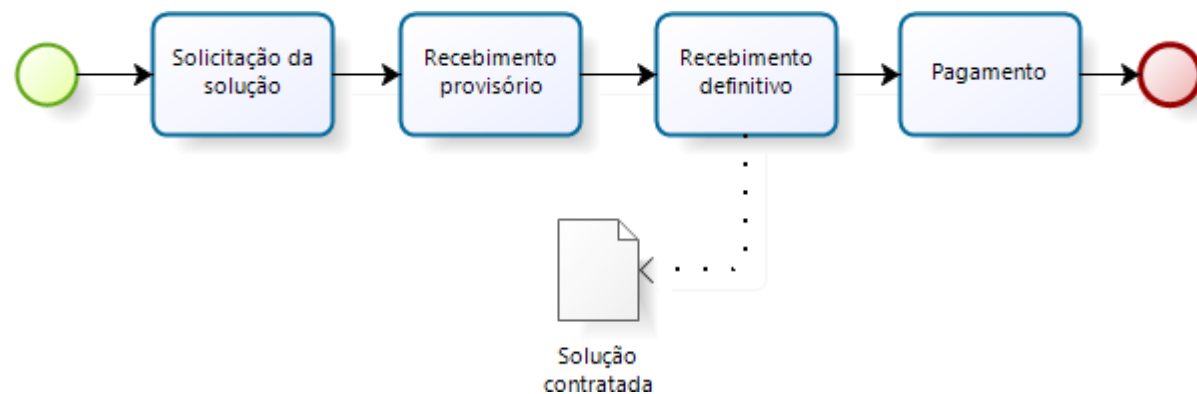 Solicitação da
solução
Recebimento
provisório
Recebimento
definitivo
Pagamento
Solução
contratada